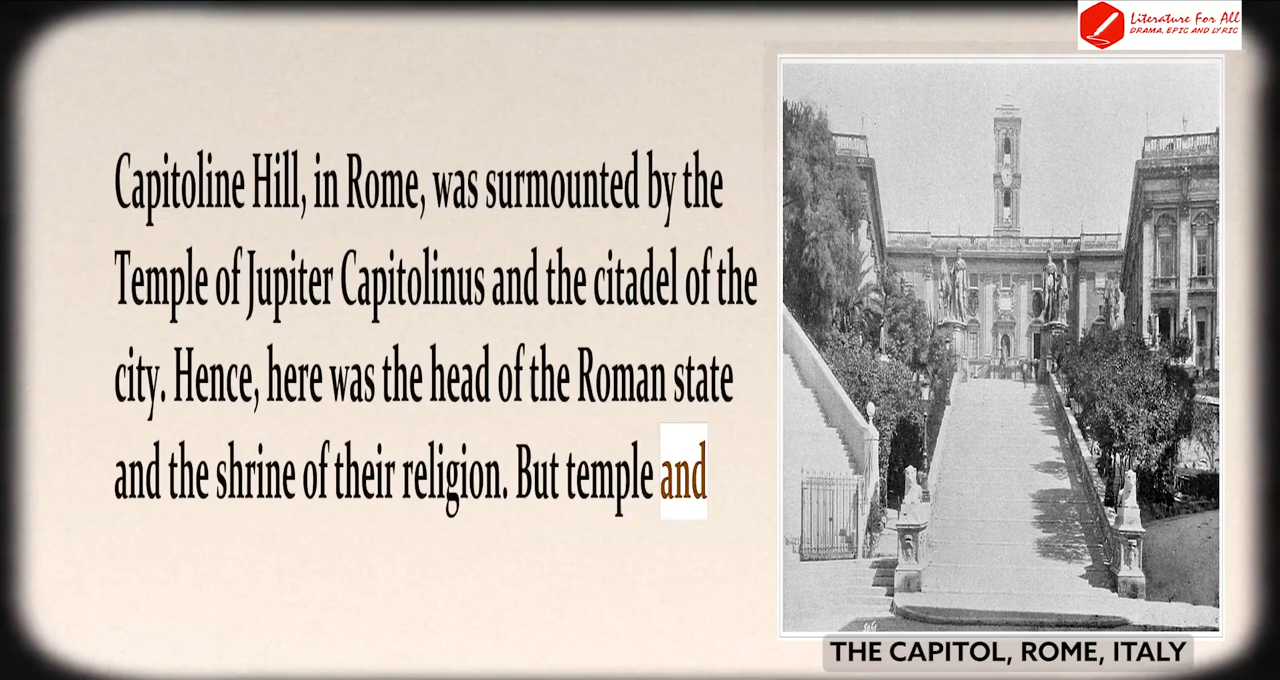 Literature For All
DRAMA, EPIC AND LYRIC
Capitoline Hill, in Rome, was surmounted by the
Temple of Jupiter Capitolinus and the citadel of the
city. Hence, here was the head of the Roman state
and the shrine of their religion. But temple and
THE CAPITOL, ROME, ITALY